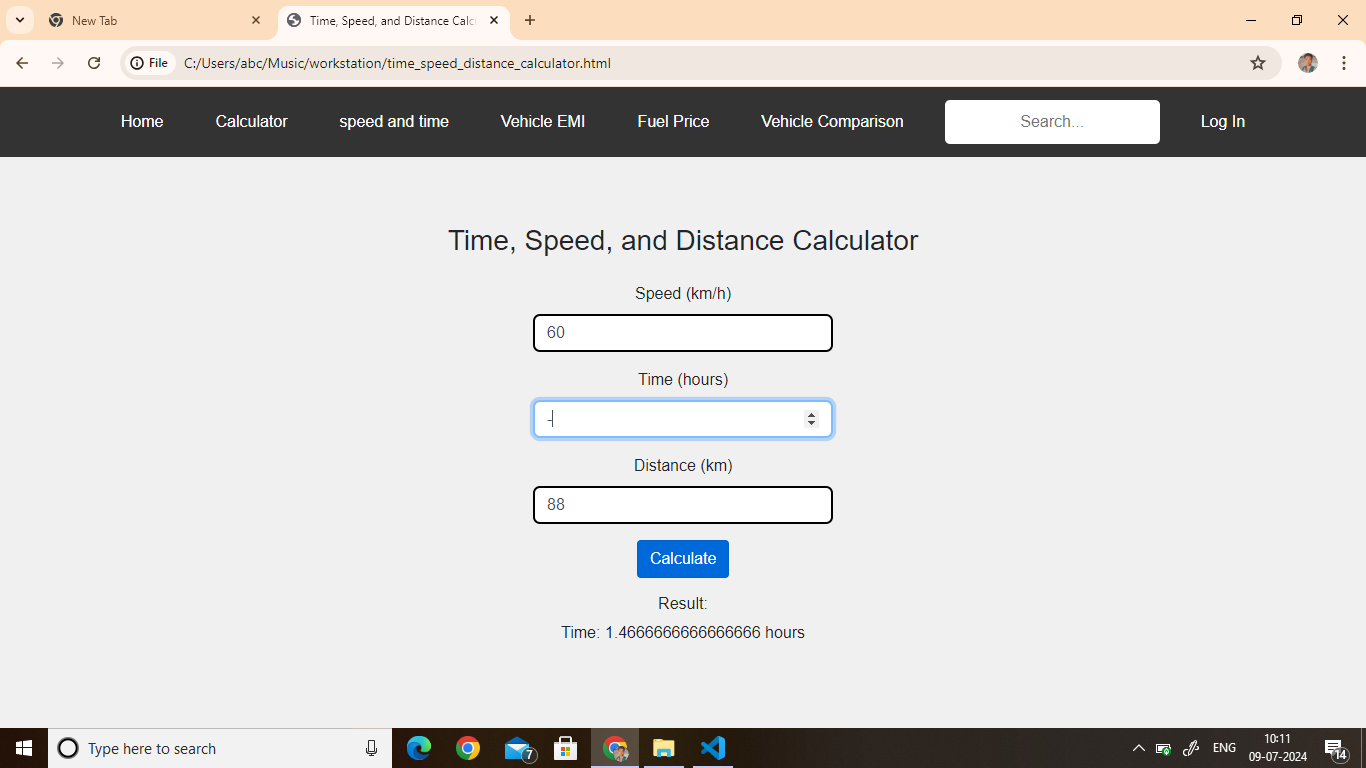 New Tab
Time, Speed, and Distance Calc
File C:/Users/abc/Music/workstation/time_speed_distance_calculator.html
Home Calculator speed and time Vehicle EMI Fuel Price Vehicle Comparison Search... Log In
Time, Speed, and Distance Calculator
Speed (km/h)
60
Time (hours)
-
Distance (km)
88
Calculate
Result:
Time: 1.4666666666666666 hours
Type here to search 7 ENG 10:11 14
09-07-2024